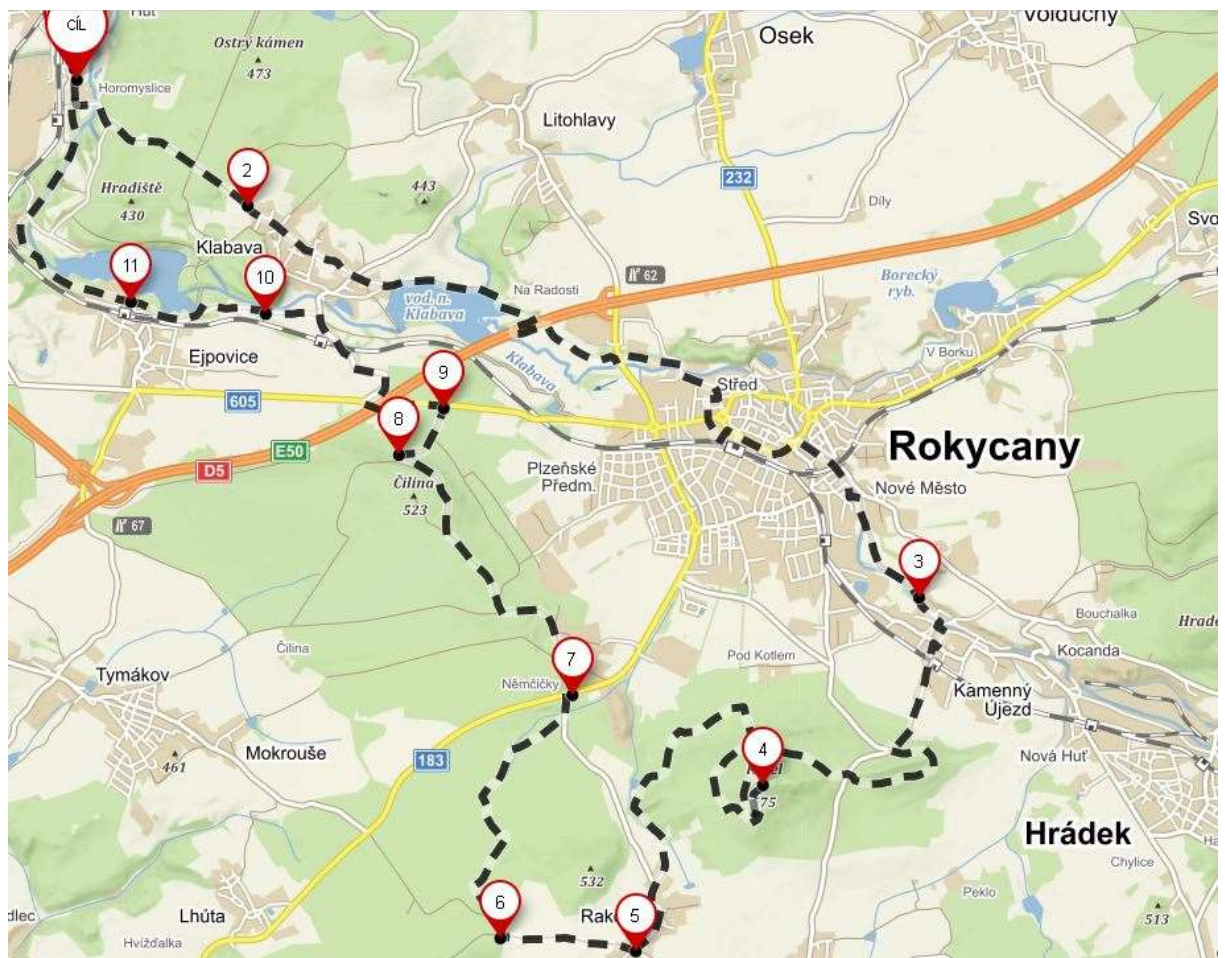 CÍL
Ostrý kámen
473
Horomyslice
Osek
Litohlavy
232
2
Hradiště
430
443
Díly
Klabava
11
10
62
Na Radosti
Borecký
ryb.
vod. n.
Klabava
Ejpovice
Klabava
V Borku
Střed
9
605
8
E50
D5
Rokycany
Plzeňské
Předm.
Čilina
523
Nové Město
67
3
Bouchalka
Čilina
Pod Kotlem
Kocanda
7
Tymákov
Němčičky
Kamenný
Újezd
4
Mokrouše
461
183
Nová Huť
75
Hrádek
532
Chylice
6
5
Peklo
Lhůta
513
Hvížďalka